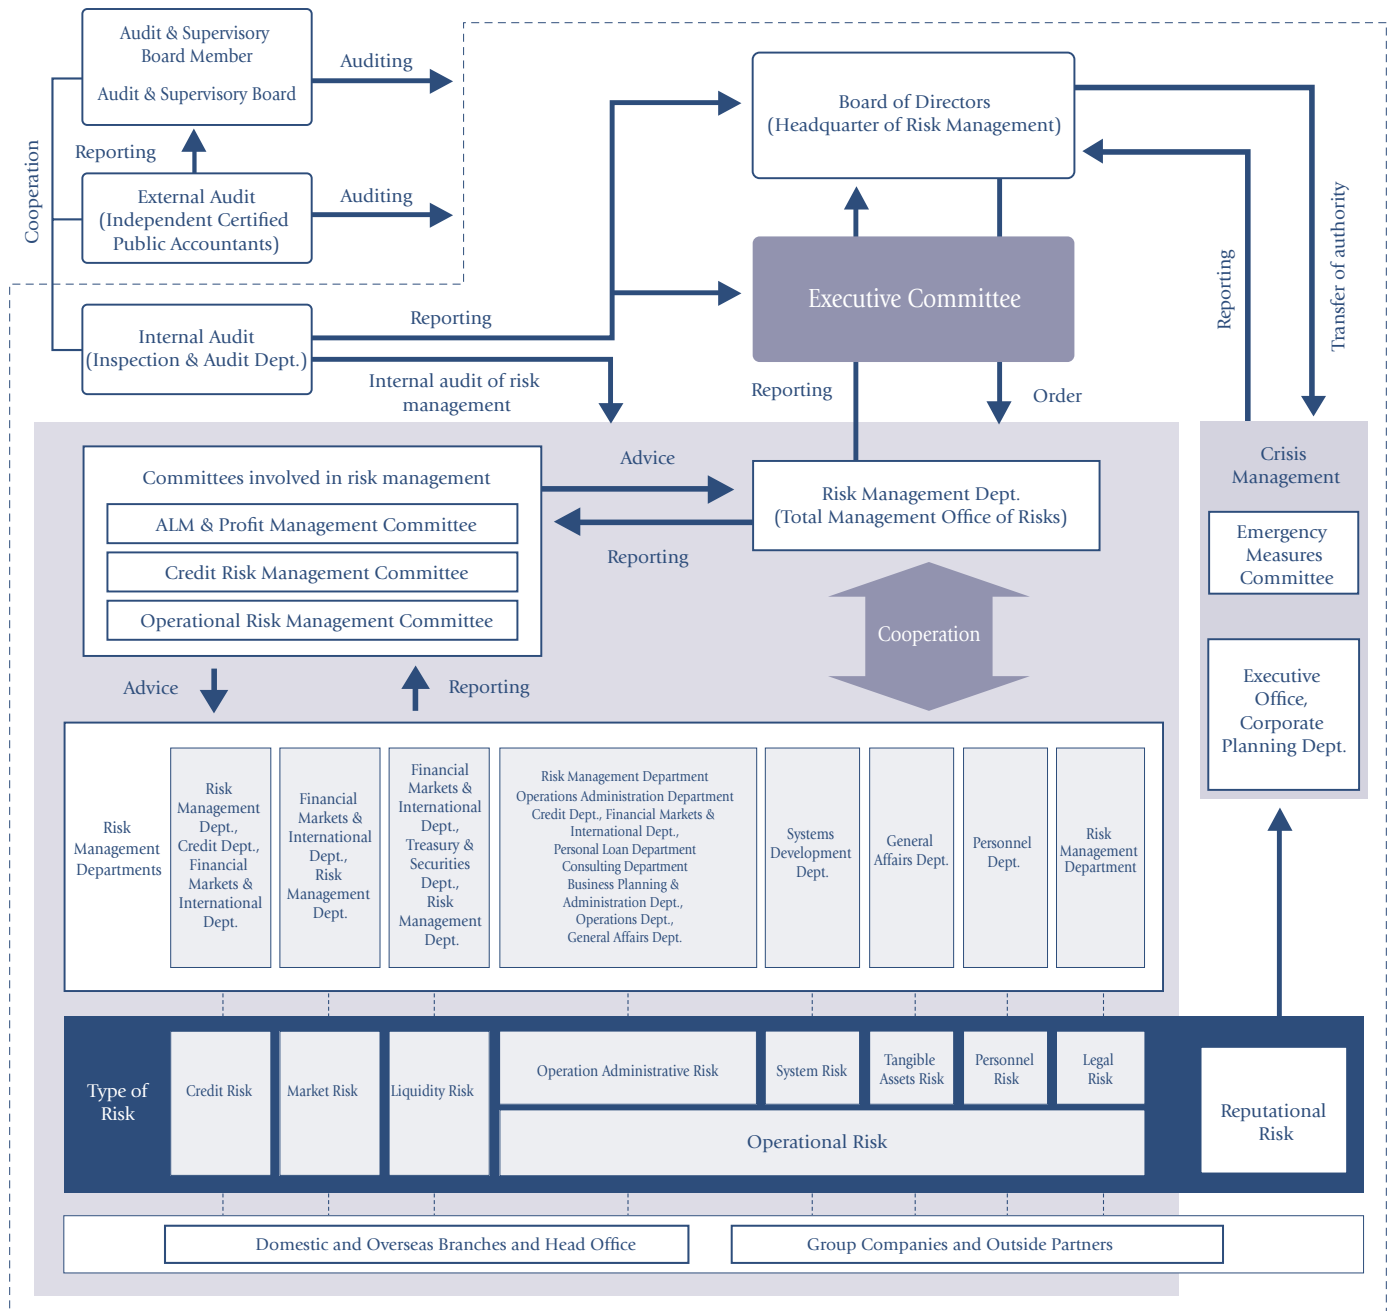 Audit & Supervisory
Board Member
Audit & Supervisory Board
Auditing
Cooperation
Reporting
External Audit
(Independent Certified
Public Accountants)
Auditing
Internal Audit
(Inspection & Audit Dept.)
Reporting
Internal audit of risk
management
Board of Directors
(Headquarter of Risk Management)
Executive Committee
Reporting
Order
Reporting
Transfer of authority
Committees involved in risk management
ALM & Profit Management Committee
Credit Risk Management Committee
Operational Risk Management Committee
Advice
Reporting
Risk Management Dept.
(Total Management Office of Risks)
Cooperation
Crisis
Management
Emergency
Measures
Committee
Executive
Office,
Corporate
Planning Dept.
Advice
Reporting
Risk
Management
Departments
Risk
Management
Dept.,
Credit Dept.,
Financial
Markets &
International
Dept.
Financial
Markets &
International
Dept.,
Risk
Management
Dept.
Financial
Markets &
International
Dept.,
Treasury &
Securities
Dept.,
Risk
Management
Dept.
Risk Management Department
Operations Administration Department
Credit Dept., Financial Markets &
International Dept.,
Personal Loan Department
Consulting Department
Business Planning &
Administration Dept.,
Operations Dept.,
General Affairs Dept.
Systems
Development
Dept.
General
Affairs Dept.
Personnel
Dept.
Risk
Management
Department
Type of
Risk
Credit Risk
Market Risk
Liquidity Risk
Operation Administrative Risk
System Risk
Tangible
Assets Risk
Personnel
Risk
Legal
Risk
Operational Risk
Reputational
Risk
Domestic and Overseas Branches and Head Office
Group Companies and Outside Partners